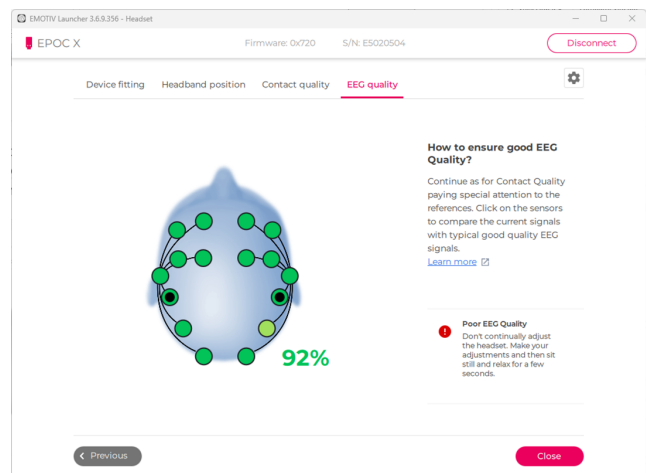 EMOTIV Launcher 3.6.9.356 - Headset
EPOC X
Firmware: 0x720
S/N: E5020504
Disconnect
Device fitting
Headband position
Contact quality
EEG quality
How to ensure good EEG
Quality?
Continue as for Contact Quality
paying special attention to the
references. Click on the sensors
to compare the current signals
with typical good quality EEG
signals.
Learn more
92%
Poor EEG Quality
Don't continually adjust
the headset. Make your
adjustments and then sit
still and relax for a few
seconds.
Previous
Close